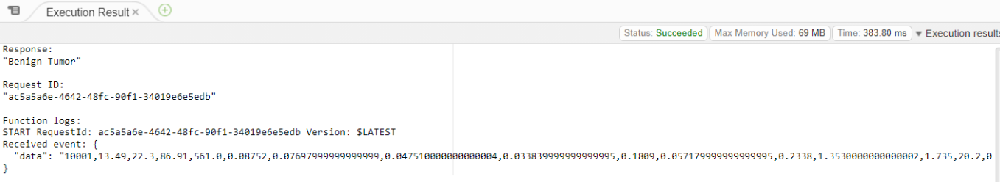 Execution Result ×
Status: Succeeded Max Memory Used: 69 MB Time: 383.80 ms ▼ Execution results
Response:
"Benign Tumor"
Request ID:
"ac5a5a6e-4642-48fc-90f1-34019e6e5edb"
Function logs:
START RequestId: ac5a5a6e-4642-48fc-90f1-34019e6e5edb Version: $LATEST
Received event: {
"data": "10001,13.49,22.3,86.91,561.0,0.08752,0.07697999999999999,0.047510000000000004,0.033839999999999995,0.1809,0.057179999999999995,0.2338,1.3530000000000002,1.735,20.2,0
}